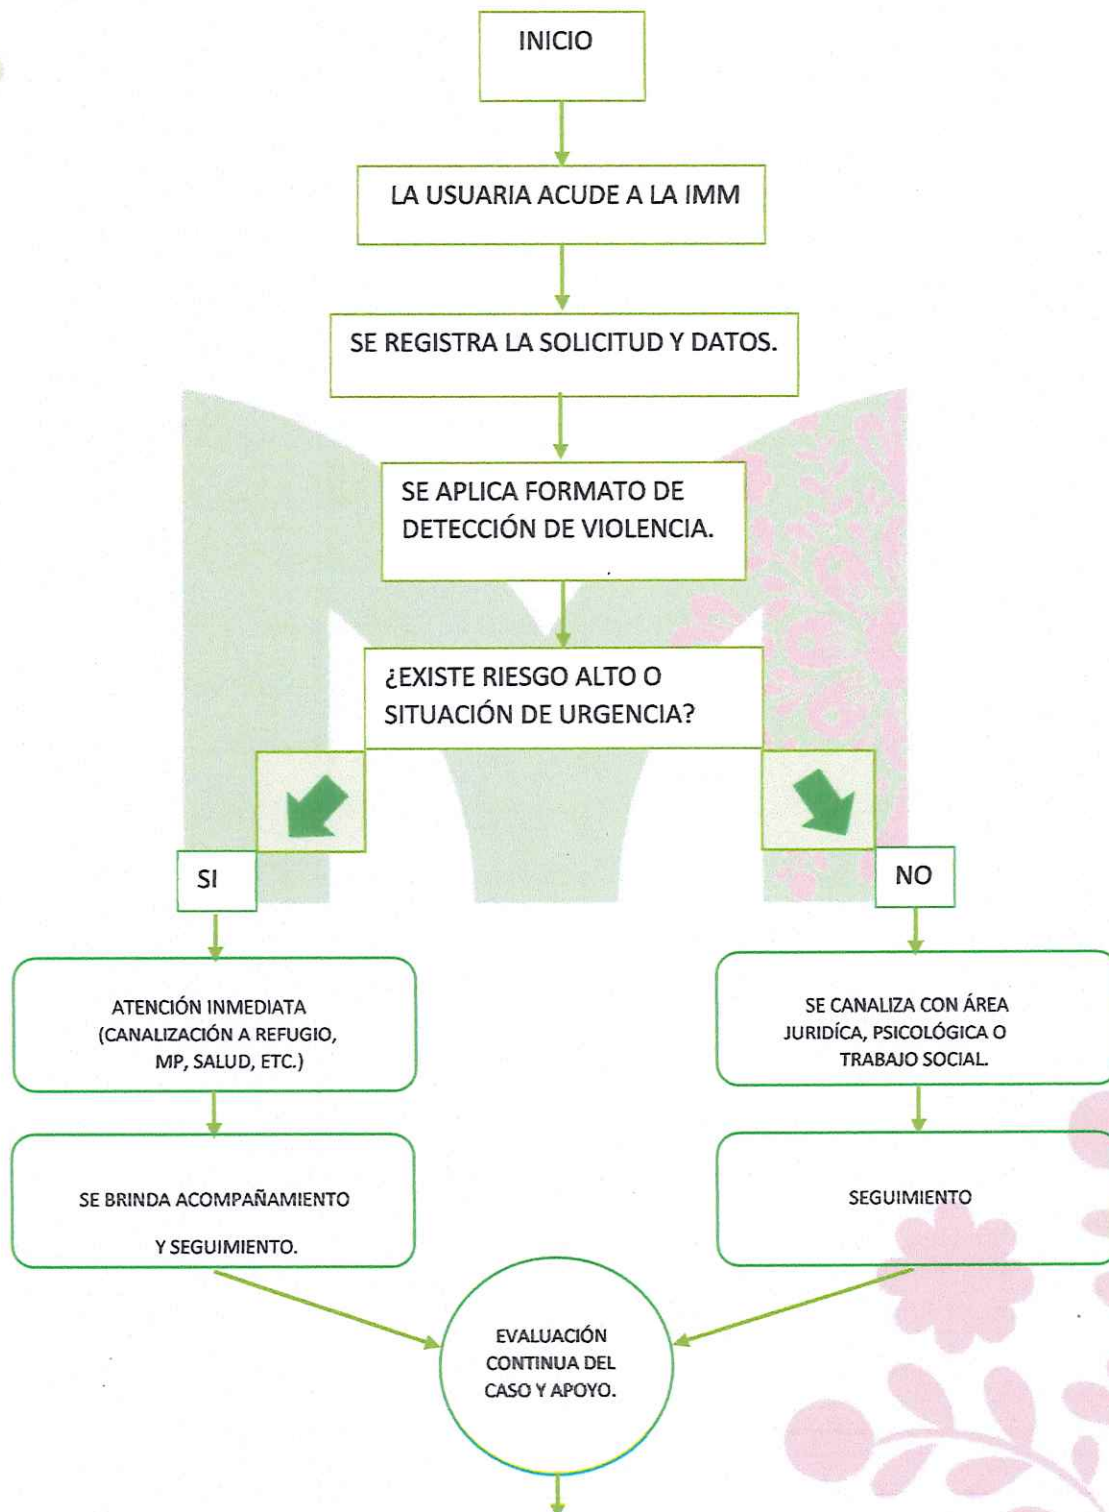 INICIO
LA USUARIA ACUDE A LA IMM
SE REGISTRA LA SOLICITUD Y DATOS.
SE APLICA FORMATO DE
DETECCIÓN DE VIOLENCIA.
¿EXISTE RIESGO ALTO O
SITUACIÓN DE URGENCIA?
SI
NO
ATENCIÓN INMEDIATA
(CANALIZACIÓN A REFUGIO,
MP, SALUD, ETC.)
SE CANALIZA CON ÁREA
JURIDÍCA, PSICOLÓGICA O
TRABAJO SOCIAL.
SE BRINDA ACOMPAÑAMIENTO
Y SEGUIMIENTO.
SEGUIMIENTO
EVALUACIÓN
CONTINUA DEL
CASO Y APOYO.